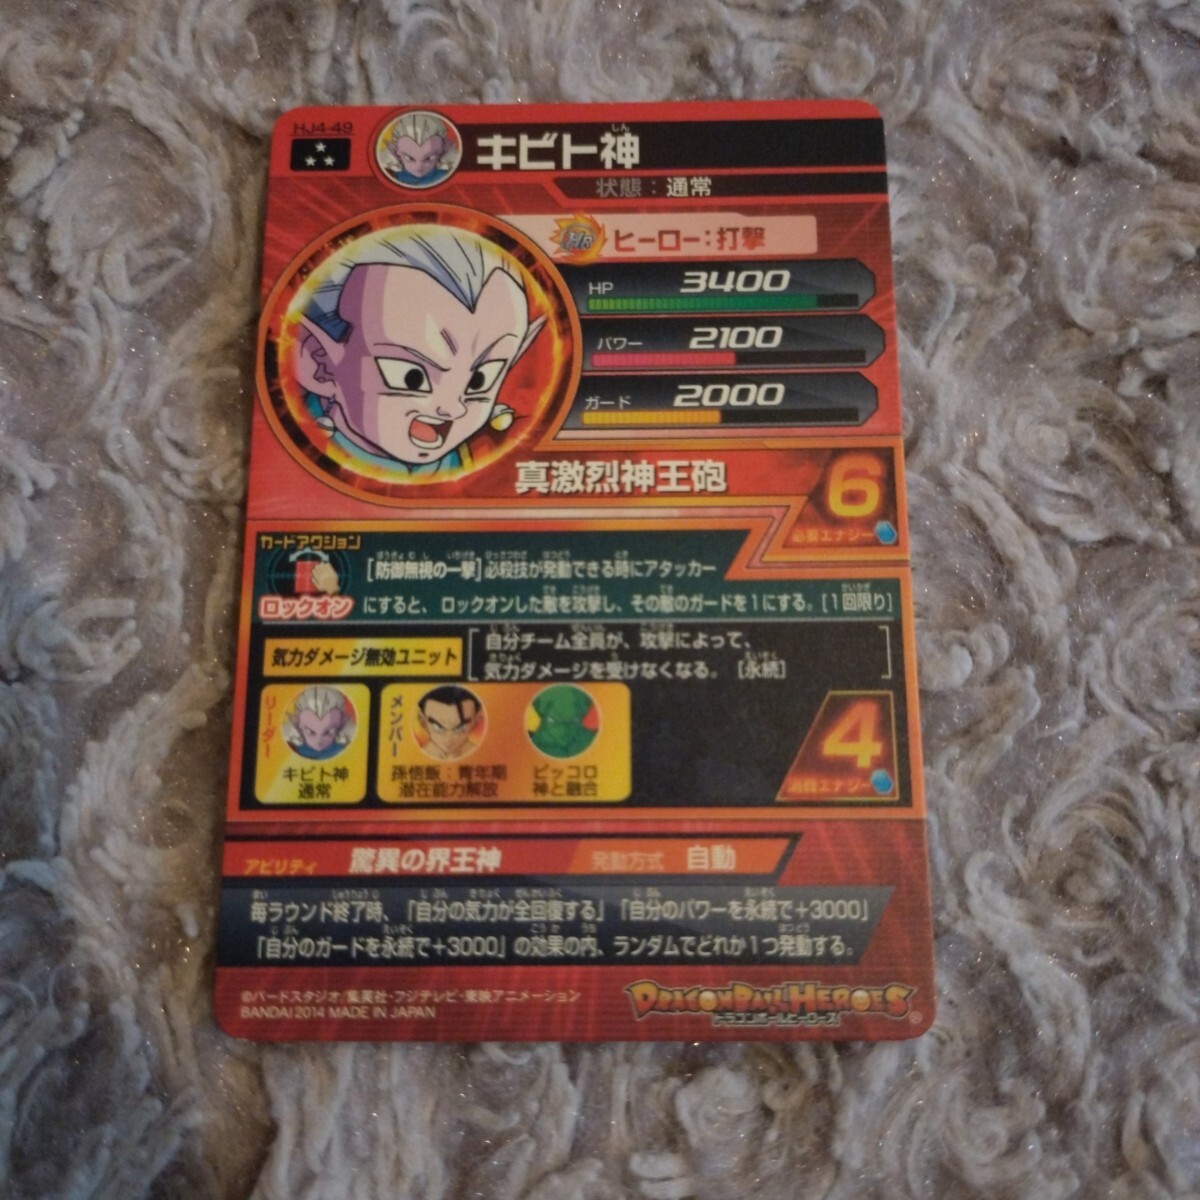 HJ4-49
キビト神
しん
状態：通常
HR ヒーロー：打撃
HP 3400
パワー 2100
ガード 2000
真激烈神王砲
6
必要エナジー
カードアクション
ロックオン
[防御無視の一撃]必殺技が発動できる時にアタッカー
にすると、ロックオンした敵を攻撃し、その敵のガードを1にする。[1回限り]
気力ダメージ無効ユニット
自分チーム全員が、攻撃によって、
気力ダメージを受けなくなる。 [永続]
リーダー
キビト神
通常
メンバー
孫悟飯：青年期
潜在能力解放
ピッコロ
神と融合
4
消費エナジー
アビリティ 驚異の界王神 発動方式 自動
毎ラウンド終了時、「自分の気力が全回復する」「自分のパワーを永続で+3000」
「自分のガードを永続で+3000」の効果の内、ランダムでどれか1つ発動する。
©バードスタジオ/集英社・フジテレビ・東映アニメーション
BANDAI 2014 MADE IN JAPAN
DRAGONBALL HEROES
ドラゴンボールヒーローズ